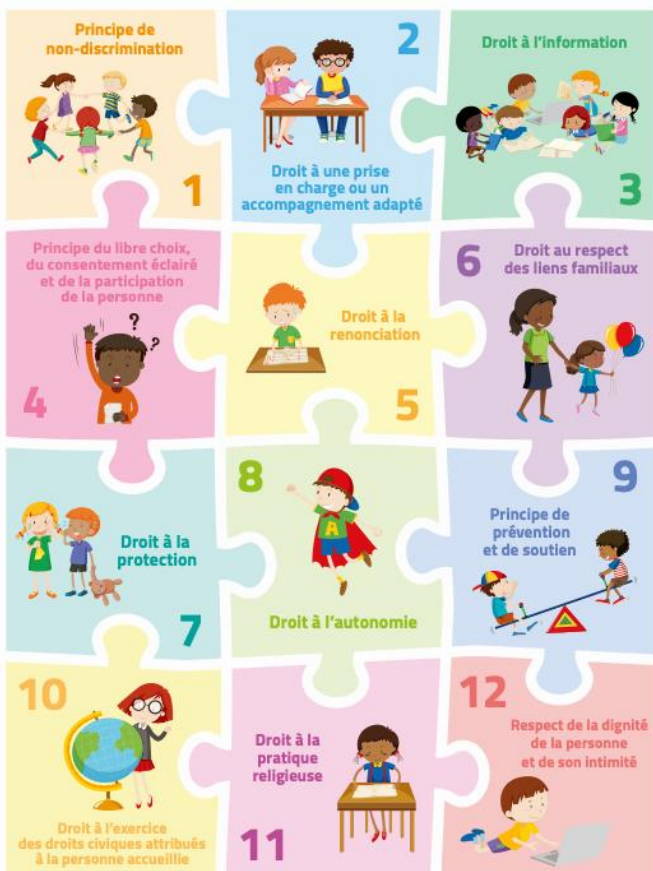 Principe de
non-discrimination
1
2
Droit à une prise
en charge ou un
accompagnement adapté
Droit à l'information
3
Principe du libre choix,
du consentement éclairé
et de la participation
de la personne
? ?
4
Droit à la
renonciation
5
6
Droit au respect
des liens familiaux
Droit à la
protection
7
8
A
Droit à l'autonomie
9
Principe de
prévention
et de soutien
10
Droit à l'exercice
des droits civiques attribués
à la personne accueillie
Droit à la
pratique
religieuse
11
12
Respect de la dignité
de la personne
et de son intimité